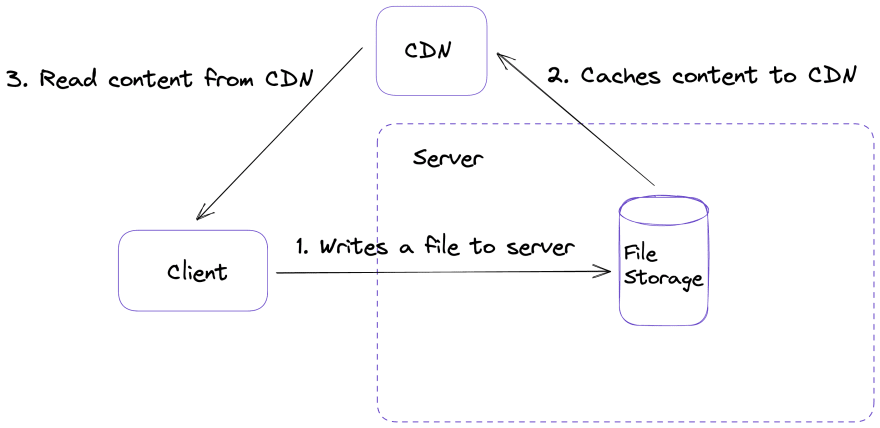 CDN
3. Read content from CDN
2. Caches content to CDN
Server
1. Writes a file to server
Client
File
Storage